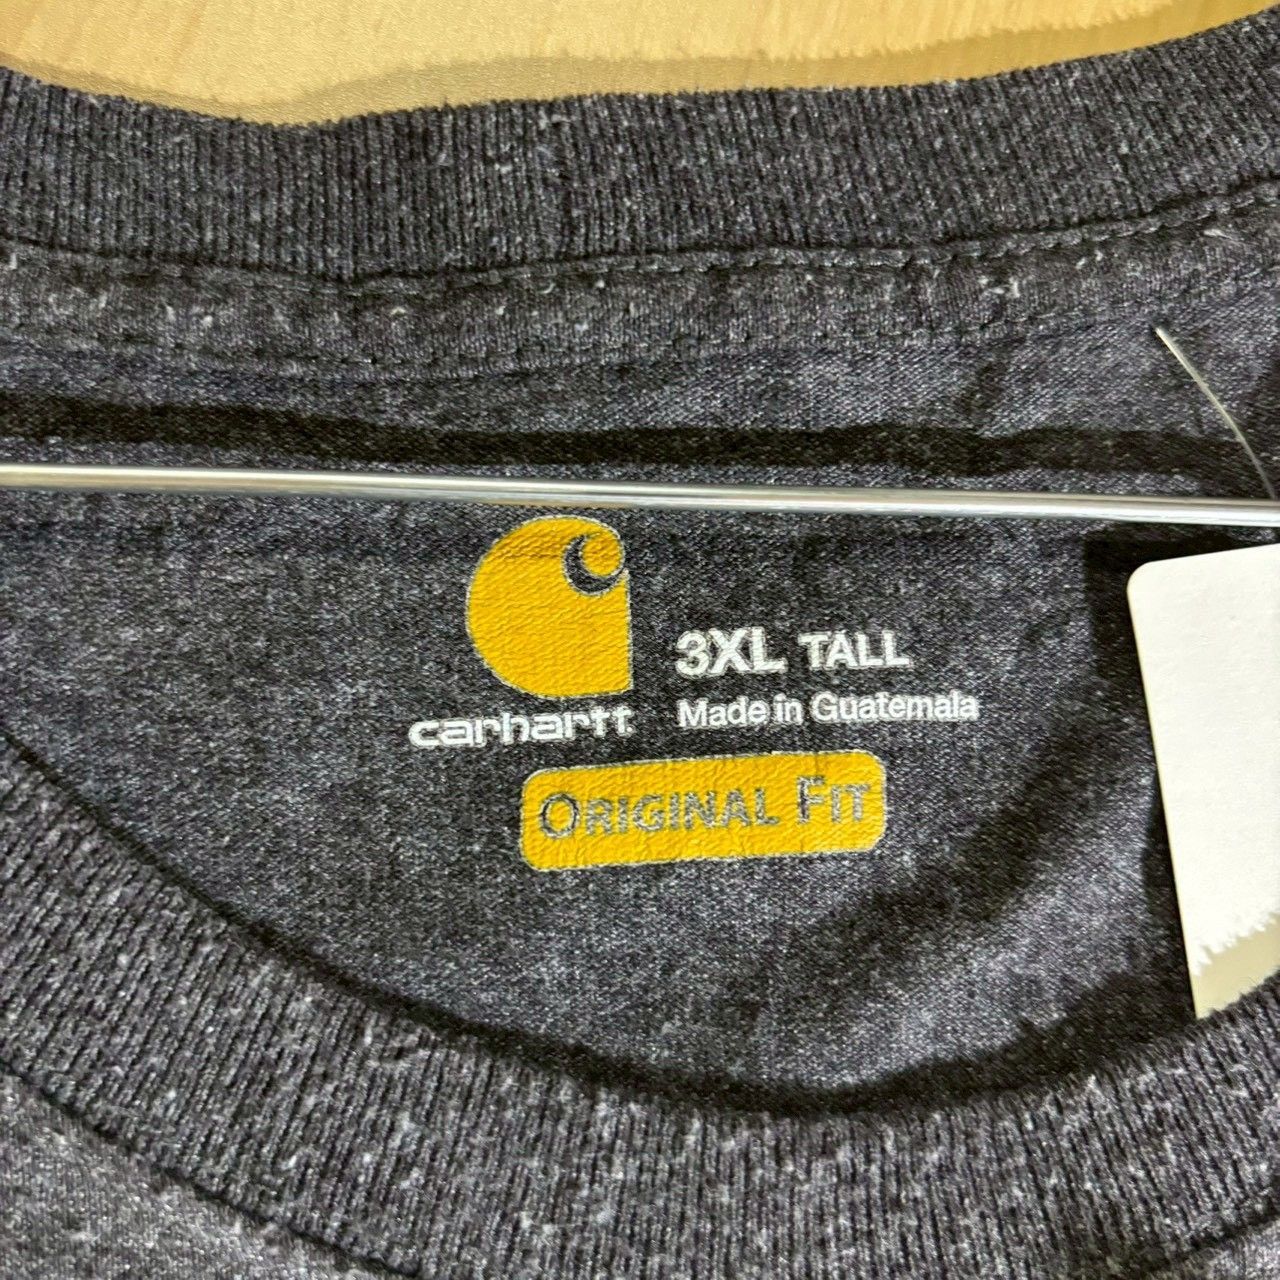 carhartt
3XL TALL
Made in Guatemala
ORIGINAL FIT